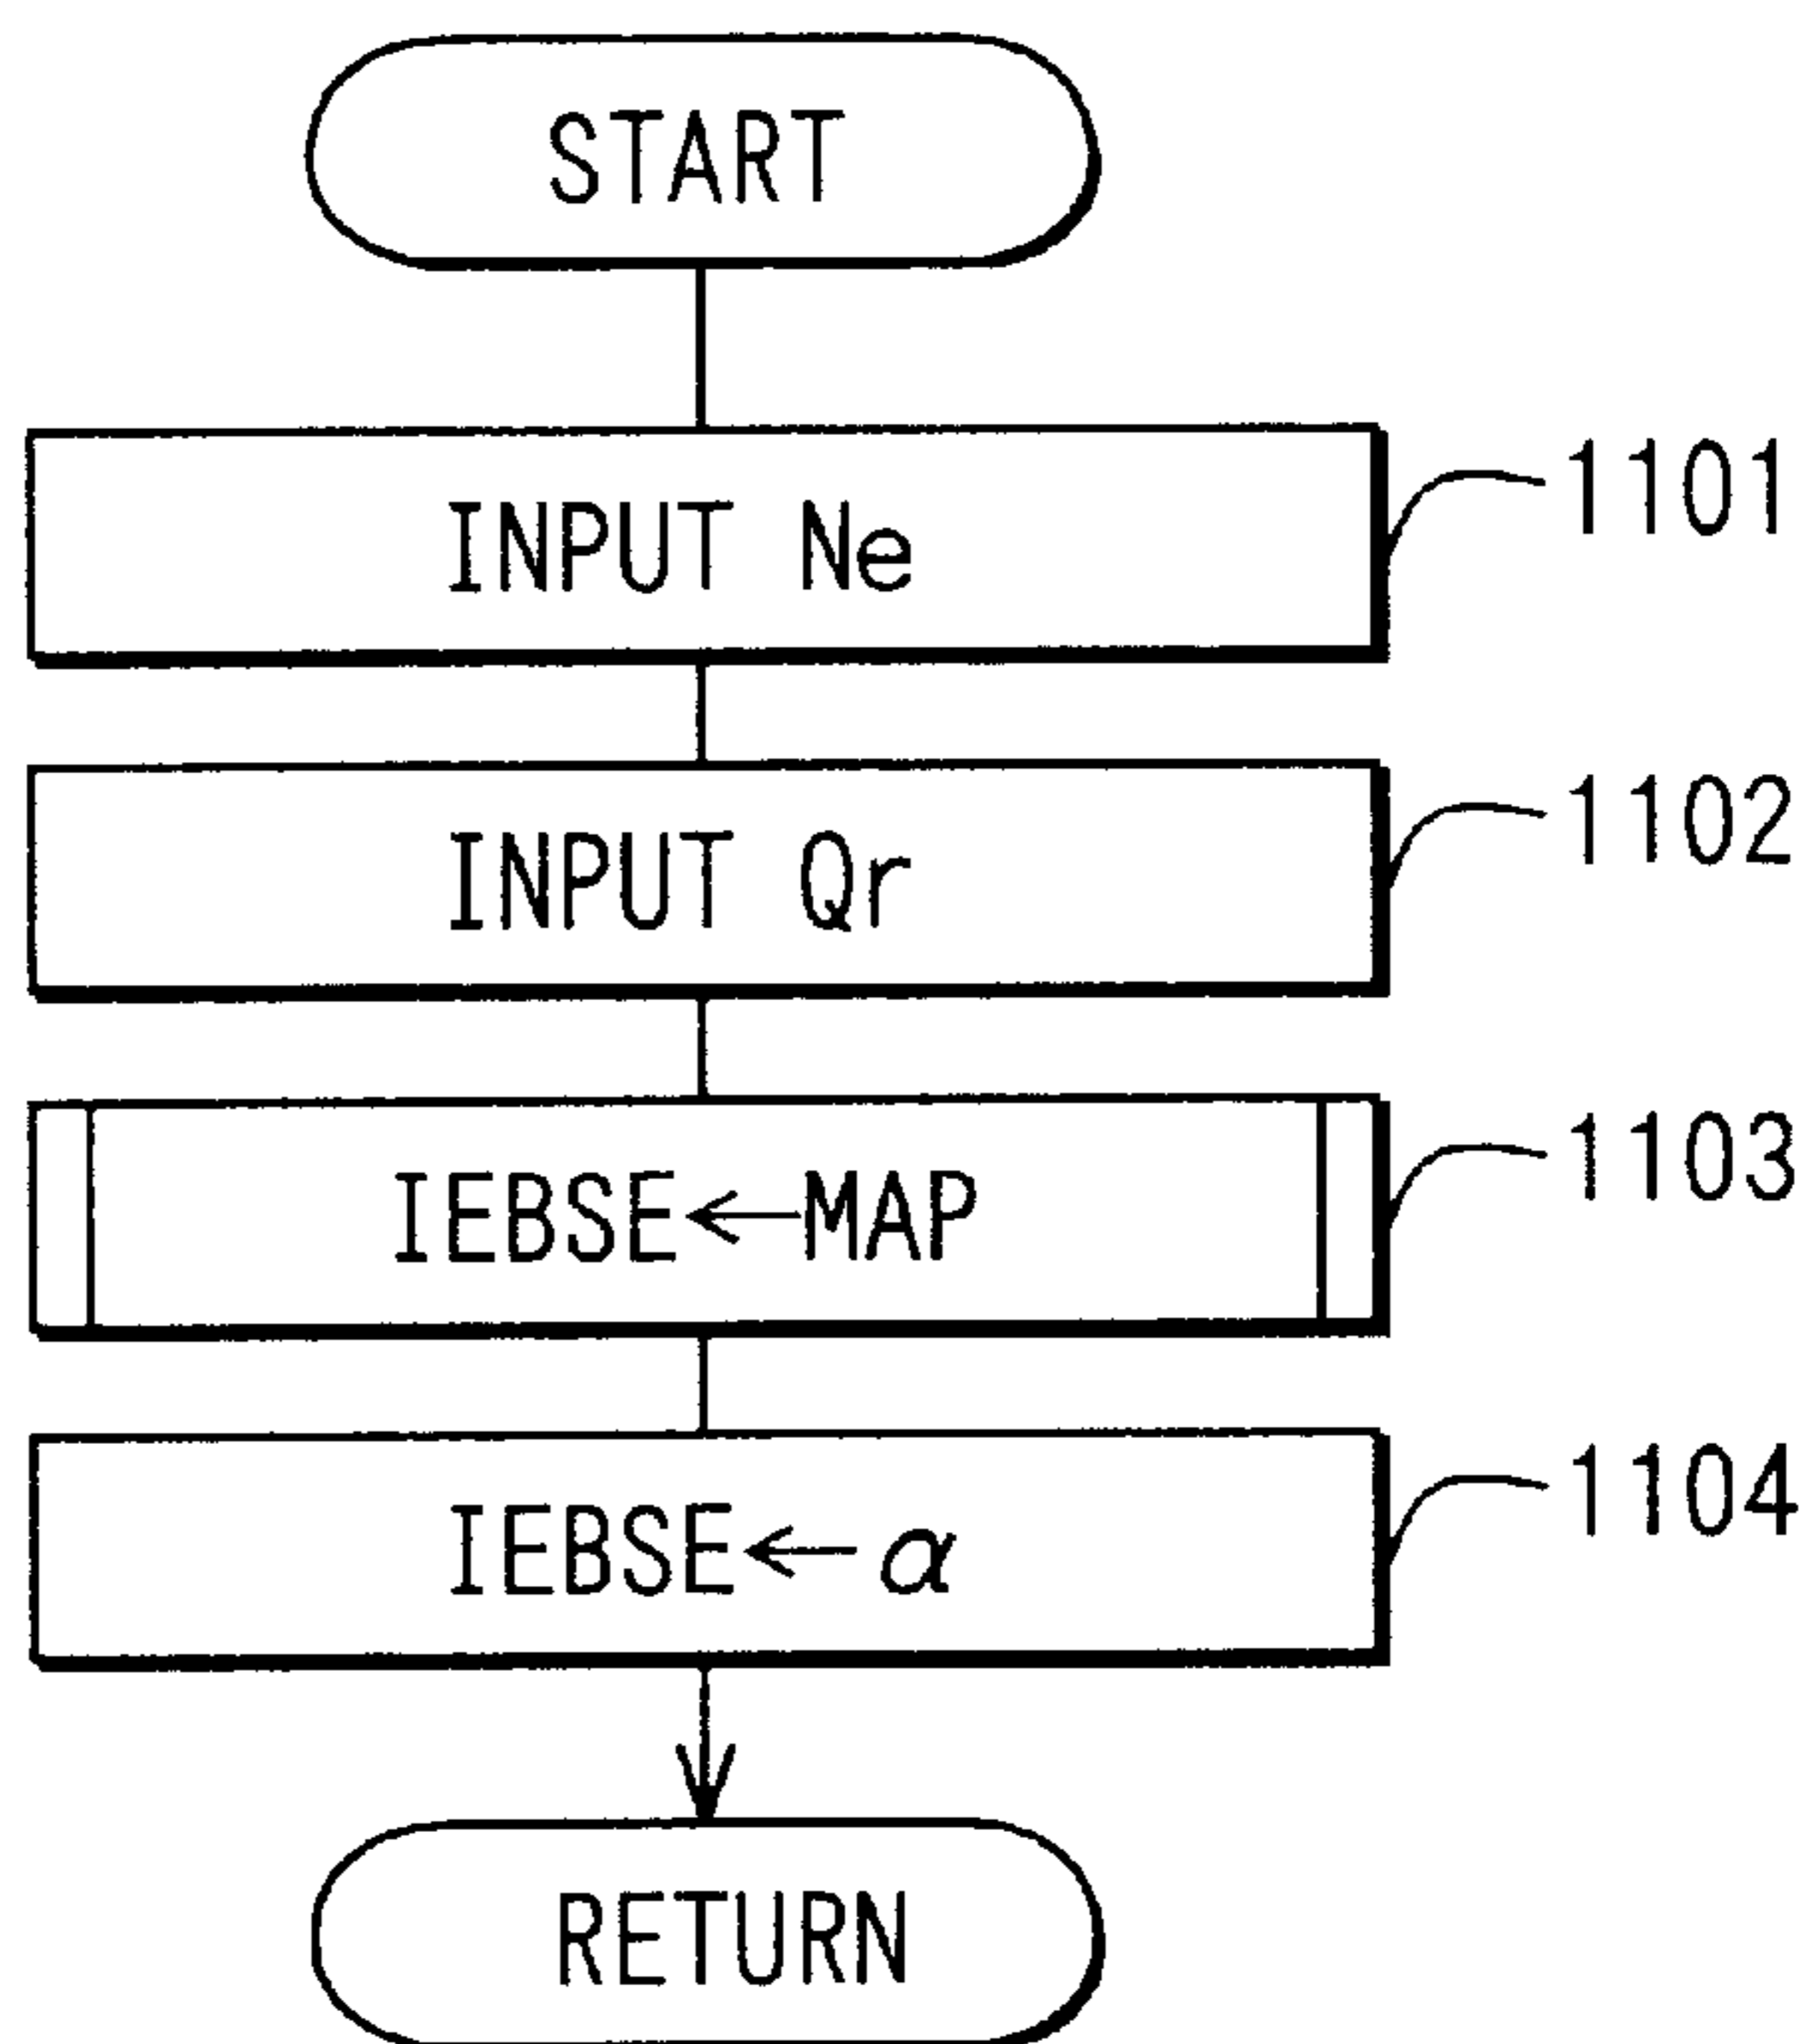 START
INPUT Ne
1101
INPUT Qr
1102
IEBSE←MAP
1103
IEBSE←α
1104
RETURN